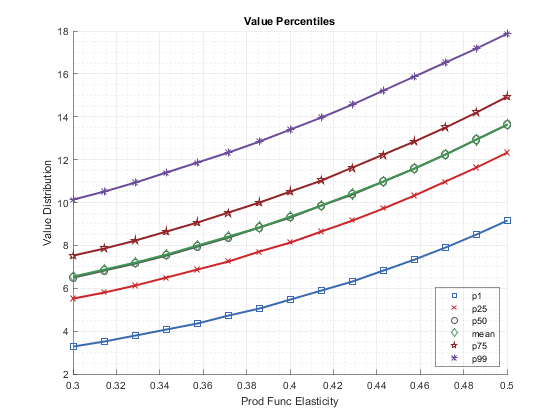 Value Percentiles
18
16
14
12
10
8
6
4
2
Value Distribution
0.3 0.32 0.34 0.36 0.38 0.4 0.42 0.44 0.46 0.48 0.5
Prod Func Elasticity
p1
p25
p50
mean
p75
p99